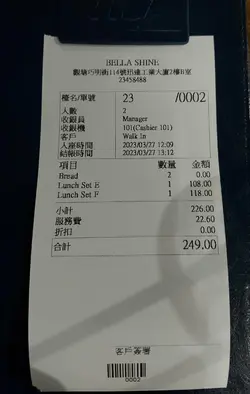 BELLA SHINE
觀塘巧明街114號迅達工業大廈2樓B室
23458488
檯名/單號 23 /0002
人數 2
收銀員 Manager
收銀機 101(Cashier 101)
客戶 Walk In
入座時間 2023/03/27 12:09
結帳時間 2023/03/27 13:12
項目 數量 金額
Bread 2 0.00
Lunch Set E 1 108.00
Lunch Set F 1 118.00
小計 226.00
服務費 22.60
折扣 0.00
合計 249.00
客戶簽署
0002